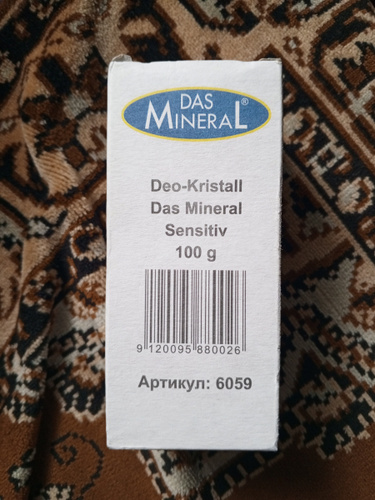 DAS
MINERAL®
Deo-Kristall
Das Mineral
Sensitiv
100 g
9 120095 880026
Артикул: 6059